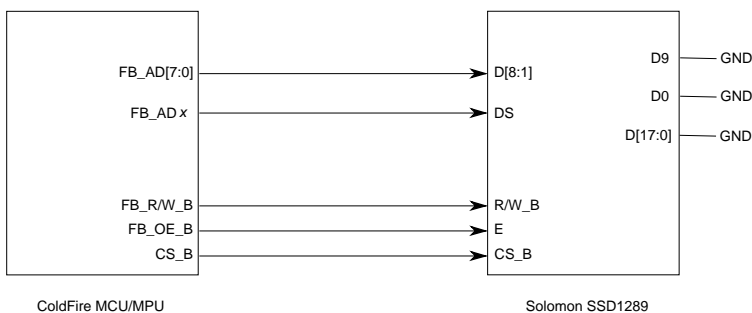 D9 GND
FB_AD[7:0] D[8:1]
D0 GND
FB_AD x DS
D[17:0] GND
FB_R/W_B R/W_B
FB_OE_B E
CS_B CS_B
ColdFire MCU/MPU Solomon SSD1289